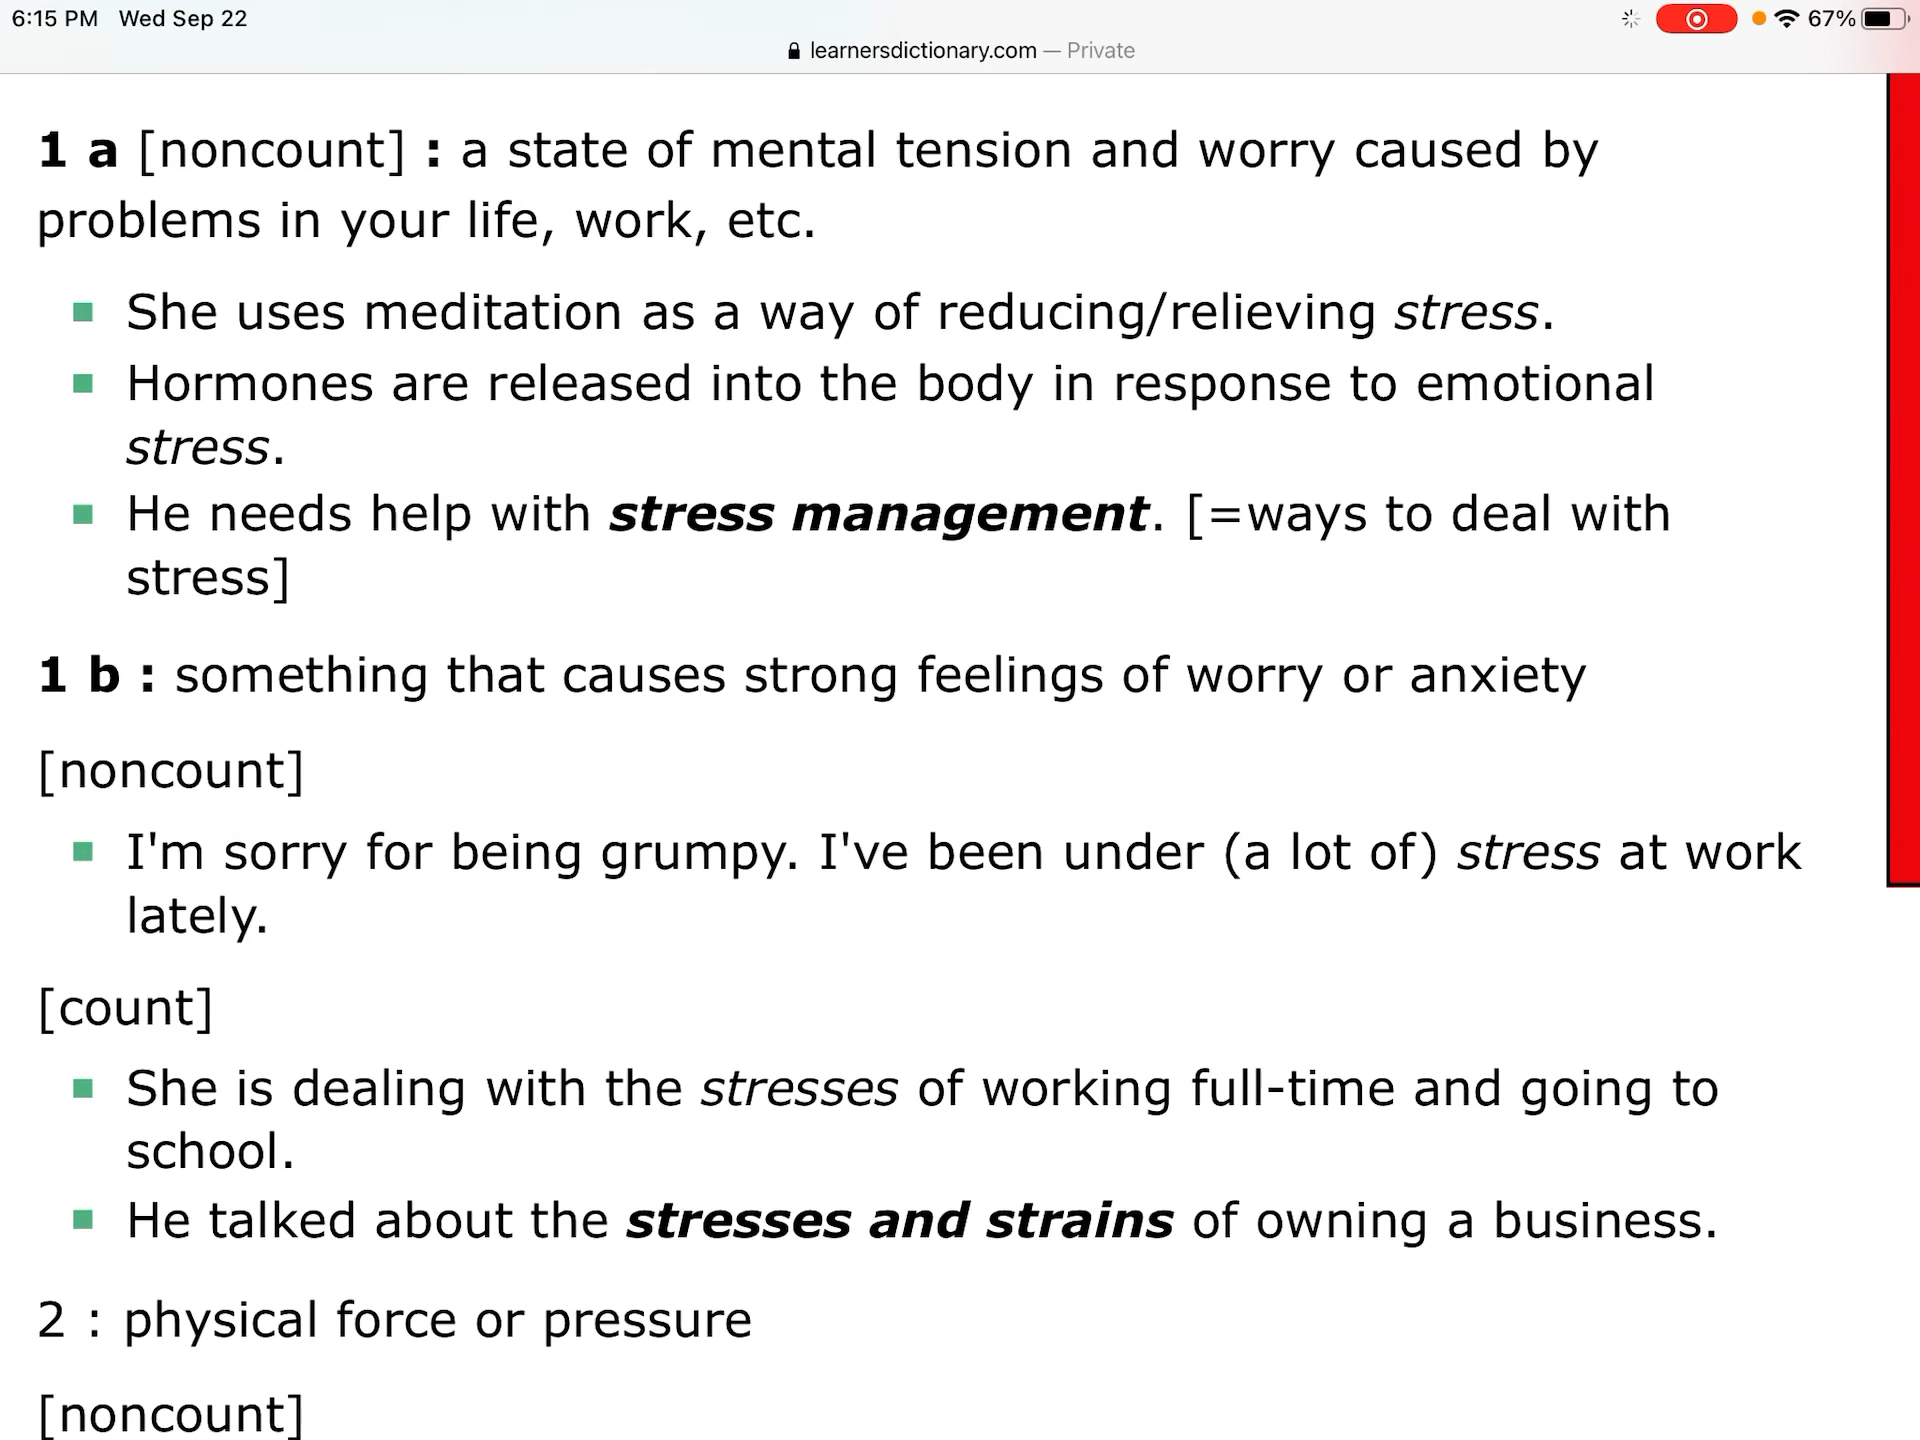 6:15 PM Wed Sep 22
67%
learnersdictionary.com — Private
1 a [noncount] : a state of mental tension and worry caused by
problems in your life, work, etc.
She uses meditation as a way of reducing/relieving stress.
Hormones are released into the body in response to emotional
stress.
He needs help with stress management. [=ways to deal with
stress]
1 b : something that causes strong feelings of worry or anxiety
[noncount]
I'm sorry for being grumpy. I've been under (a lot of) stress at work
lately.
[count]
She is dealing with the stresses of working full-time and going to
school.
He talked about the stresses and strains of owning a business.
2 : physical force or pressure
[noncount]